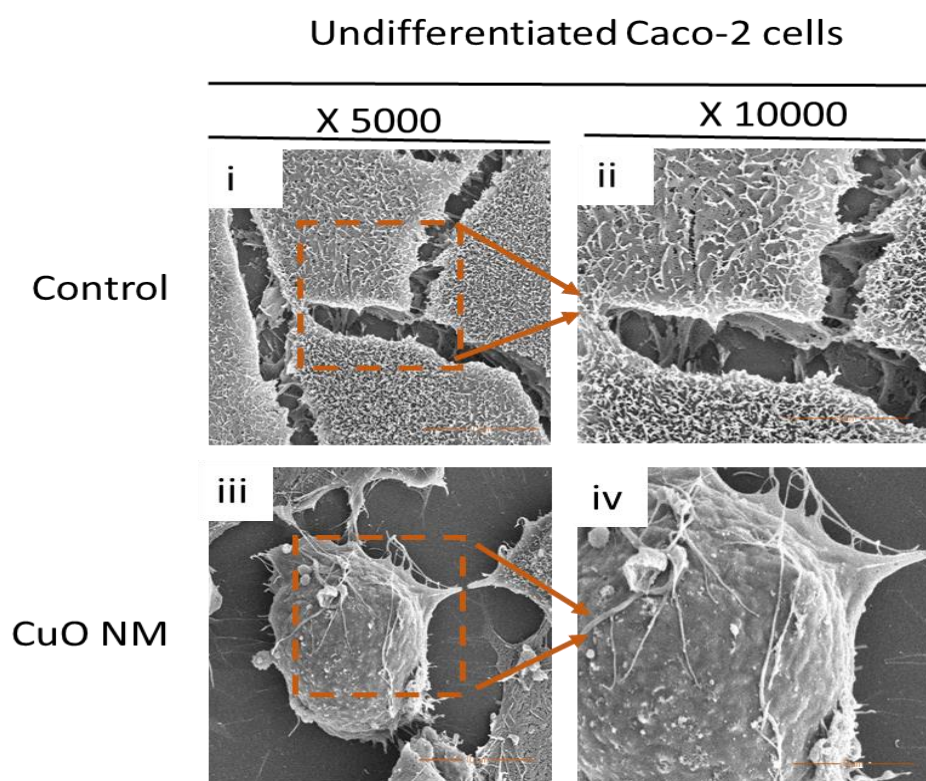 Undifferentiated Caco-2 cells
X 5000
X 10000
i
ii
Control
iii
iv
CuO NM